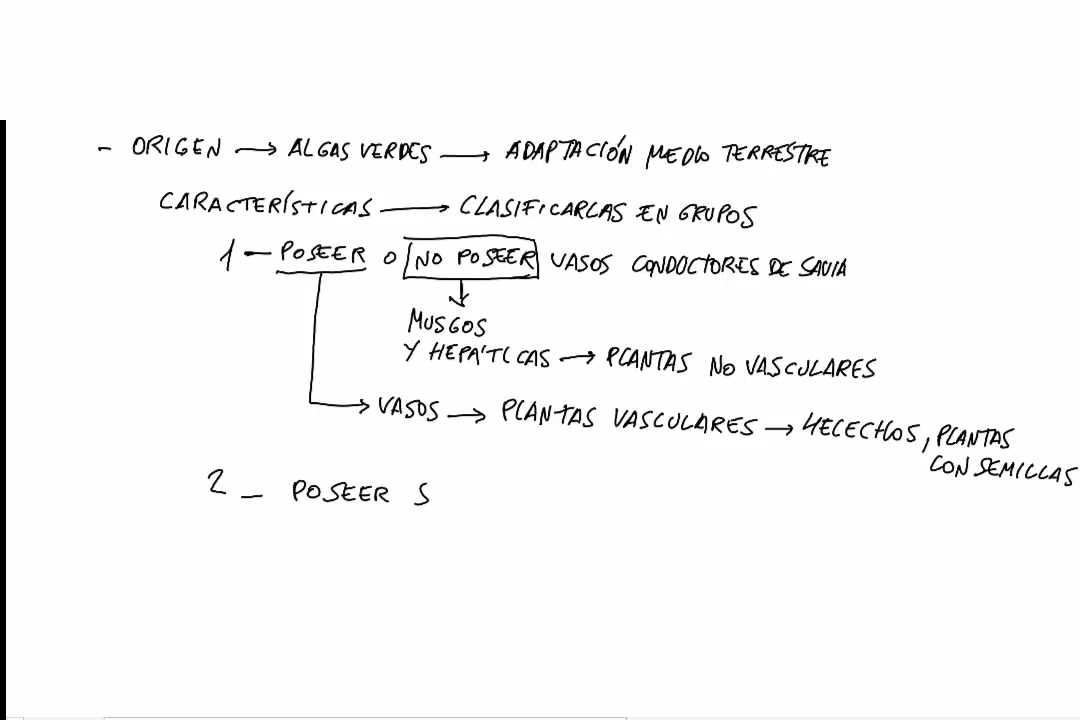 - ORIGEN → ALGAS VERDES → ADAPTACIÓN MEDIO TERRESTRE
CARACTERÍSTICAS → CLASIFICARLAS EN GRUPOS
1 - POSEER O NO POSEER VASOS CONDUCTORES DE SAVIA
MUSGOS
Y HEPÁTICAS → PLANTAS NO VASCULARES
VASOS → PLANTAS VASCULARES → HELECHOS, PLANTAS
CON SEMILLAS
2 - POSEER S